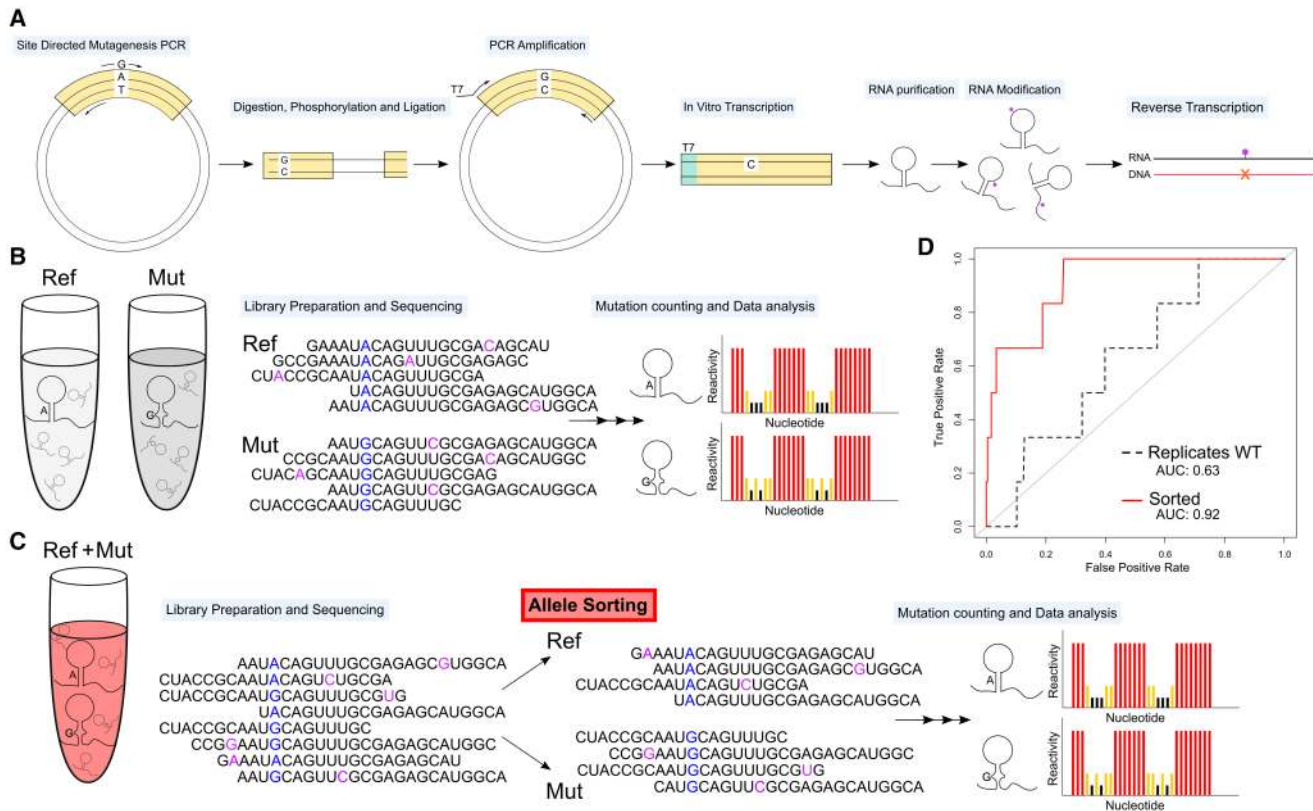 A
Site Directed Mutagenesis PCR
G
A
T
Digestion, Phosphorylation and Ligation
G
C
PCR Amplification
T7
G
C
In Vitro Transcription
T7
C
RNA purification
RNA Modification
Reverse Transcription
RNA
DNA
X
B
Ref
Mut
A
G
Library Preparation and Sequencing
Ref
GAAAUACAGUUUGCGACAGCAU
GCCGAAAUACAGAUUGCGAGAGC
CUACCGCAAUACAGUUUGCGA
UACAGUUUGCGAGAGCAUGGCA
AAUACAGUUUGCGAGAGCGUGGCA
Mut
AAUGCAGUUCGCGAGAGCAUGGCA
CCGCAAUGCAGUUUGCGACAGCAUGGC
CUACAGCAAUGCAGUUUGCGAG
AAUGCAGUUCGCGAGAGCAUGGCA
CUACCGCAAUGCAGUUUGC
Mutation counting and Data analysis
A
Reactivity
Nucleotide
G
Reactivity
Nucleotide
C
Ref +Mut
A
G
Library Preparation and Sequencing
AAUACAGUUUGCGAGAGCGUGGCA
CUACCGCAAUACAGUCUGCGA
CUACCGCAAUGCAGUUUGCGUG
UACAGUUUGCGAGAGCAUGGCA
CUACCGCAAUGCAGUUUGC
CCGGAAUGCAGUUUGCGAGAGCAUGGC
GAAAUACAGUUUGCGAGAGCAU
AAUGCAGUUCGCGAGAGCAUGGCA
Allele Sorting
Ref
GAAAUACAGUUUGCGAGAGCAU
AAUACAGUUUGCGAGAGCGUGGCA
CUACCGCAAUACAGUCUGCGA
UACAGUUUGCGAGAGCAUGGCA
Mut
CUACCGCAAUGCAGUUUGC
CCGGAAUGCAGUUUGCGAGAGCAUGGC
CUACCGCAAUGCAGUUUGCGUG
CAUGCAGUUCGCGAGAGCAUGGCA
Mutation counting and Data analysis
A
Reactivity
Nucleotide
G
Reactivity
Nucleotide
D
True Positive Rate
1.0
0.8
0.6
0.4
0.2
0.0
0.0 0.2 0.4 0.6 0.8 1.0
False Positive Rate
Replicates WT
AUC: 0.63
Sorted
AUC: 0.92